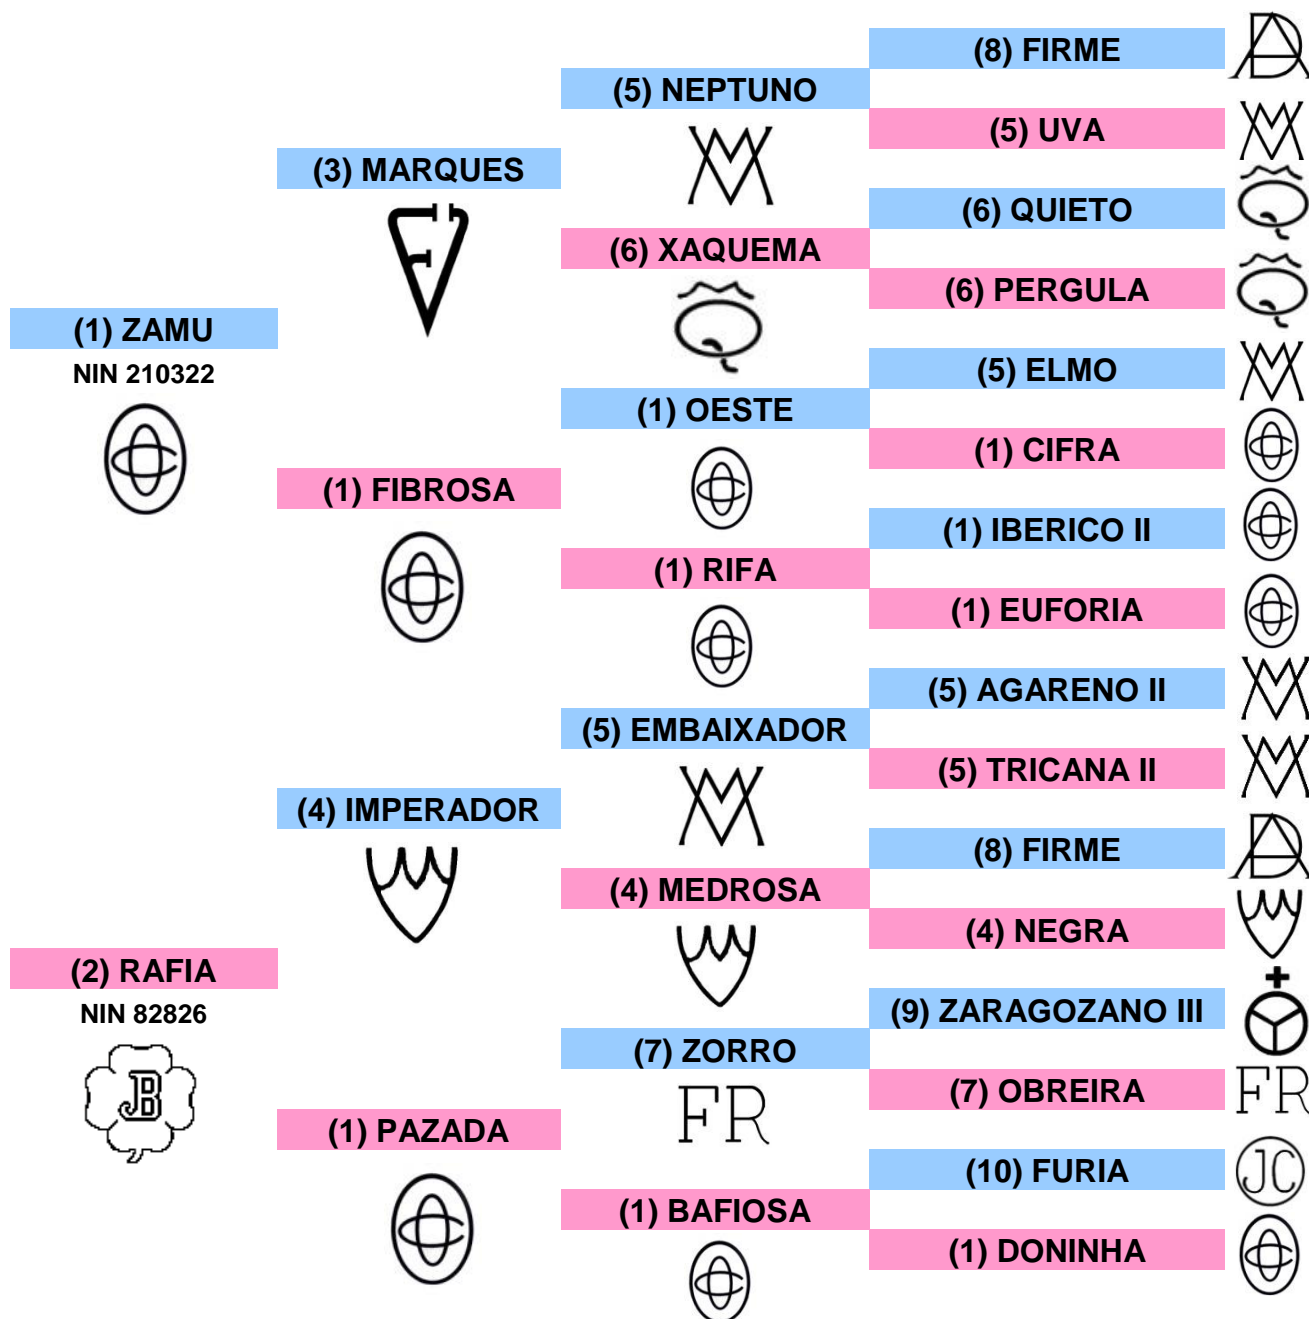 (1) ZAMU
NIN 210322
(2) RAFIA
NIN 82826
JB
(3) MARQUES
(1) FIBROSA
(4) IMPERADOR
(1) PAZADA
(5) NEPTUNO
(6) XAQUEMA
(1) OESTE
(1) RIFA
(5) EMBAIXADOR
(4) MEDROSA
(7) ZORRO
FR
(1) BAFIOSA
(8) FIRME
(5) UVA
(6) QUIETO
(6) PERGULA
(5) ELMO
(1) CIFRA
(1) IBERICO II
(1) EUFORIA
(5) AGARENO II
(5) TRICANA II
(8) FIRME
(4) NEGRA
(9) ZARAGOZANO III
(7) OBREIRA
FR
(10) FURIA
JC
(1) DONINHA